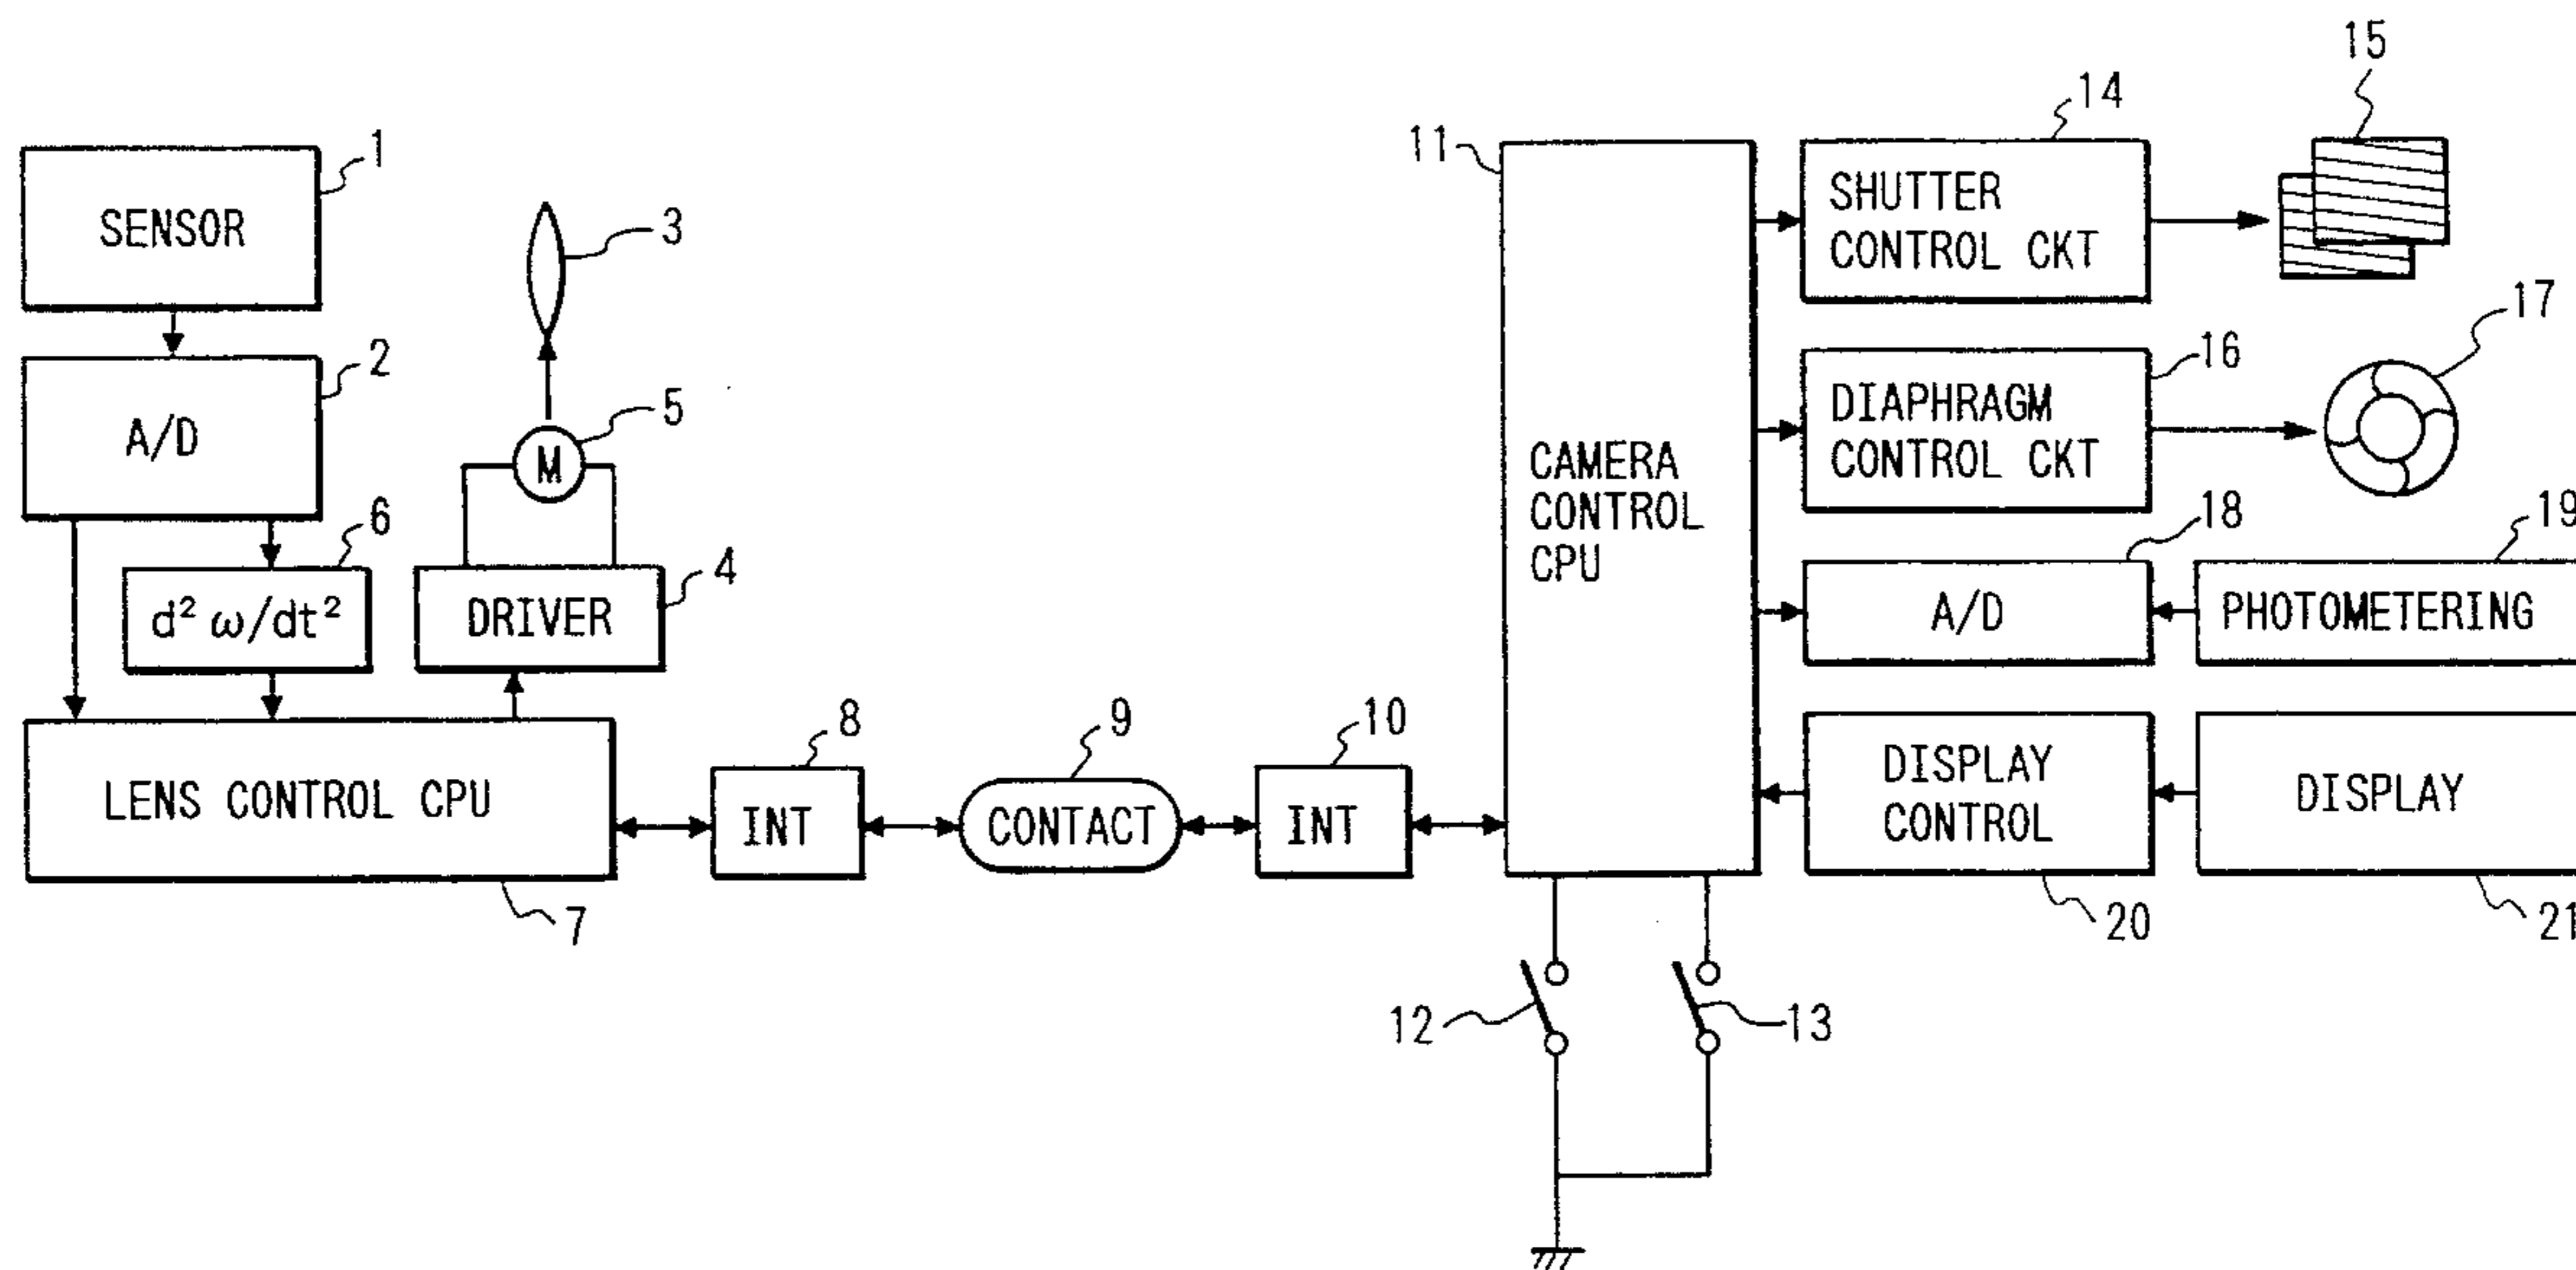 1
SENSOR
2
A/D
3
5
M
6
d² ω/dt²
4
DRIVER
LENS CONTROL CPU
7
8
INT
9
CONTACT
10
INT
11
CAMERA
CONTROL
CPU
12
13
14
SHUTTER
CONTROL CKT
15
16
DIAPHRAGM
CONTROL CKT
17
18
A/D
19
PHOTOMETERING
DISPLAY
CONTROL
20
DISPLAY
21